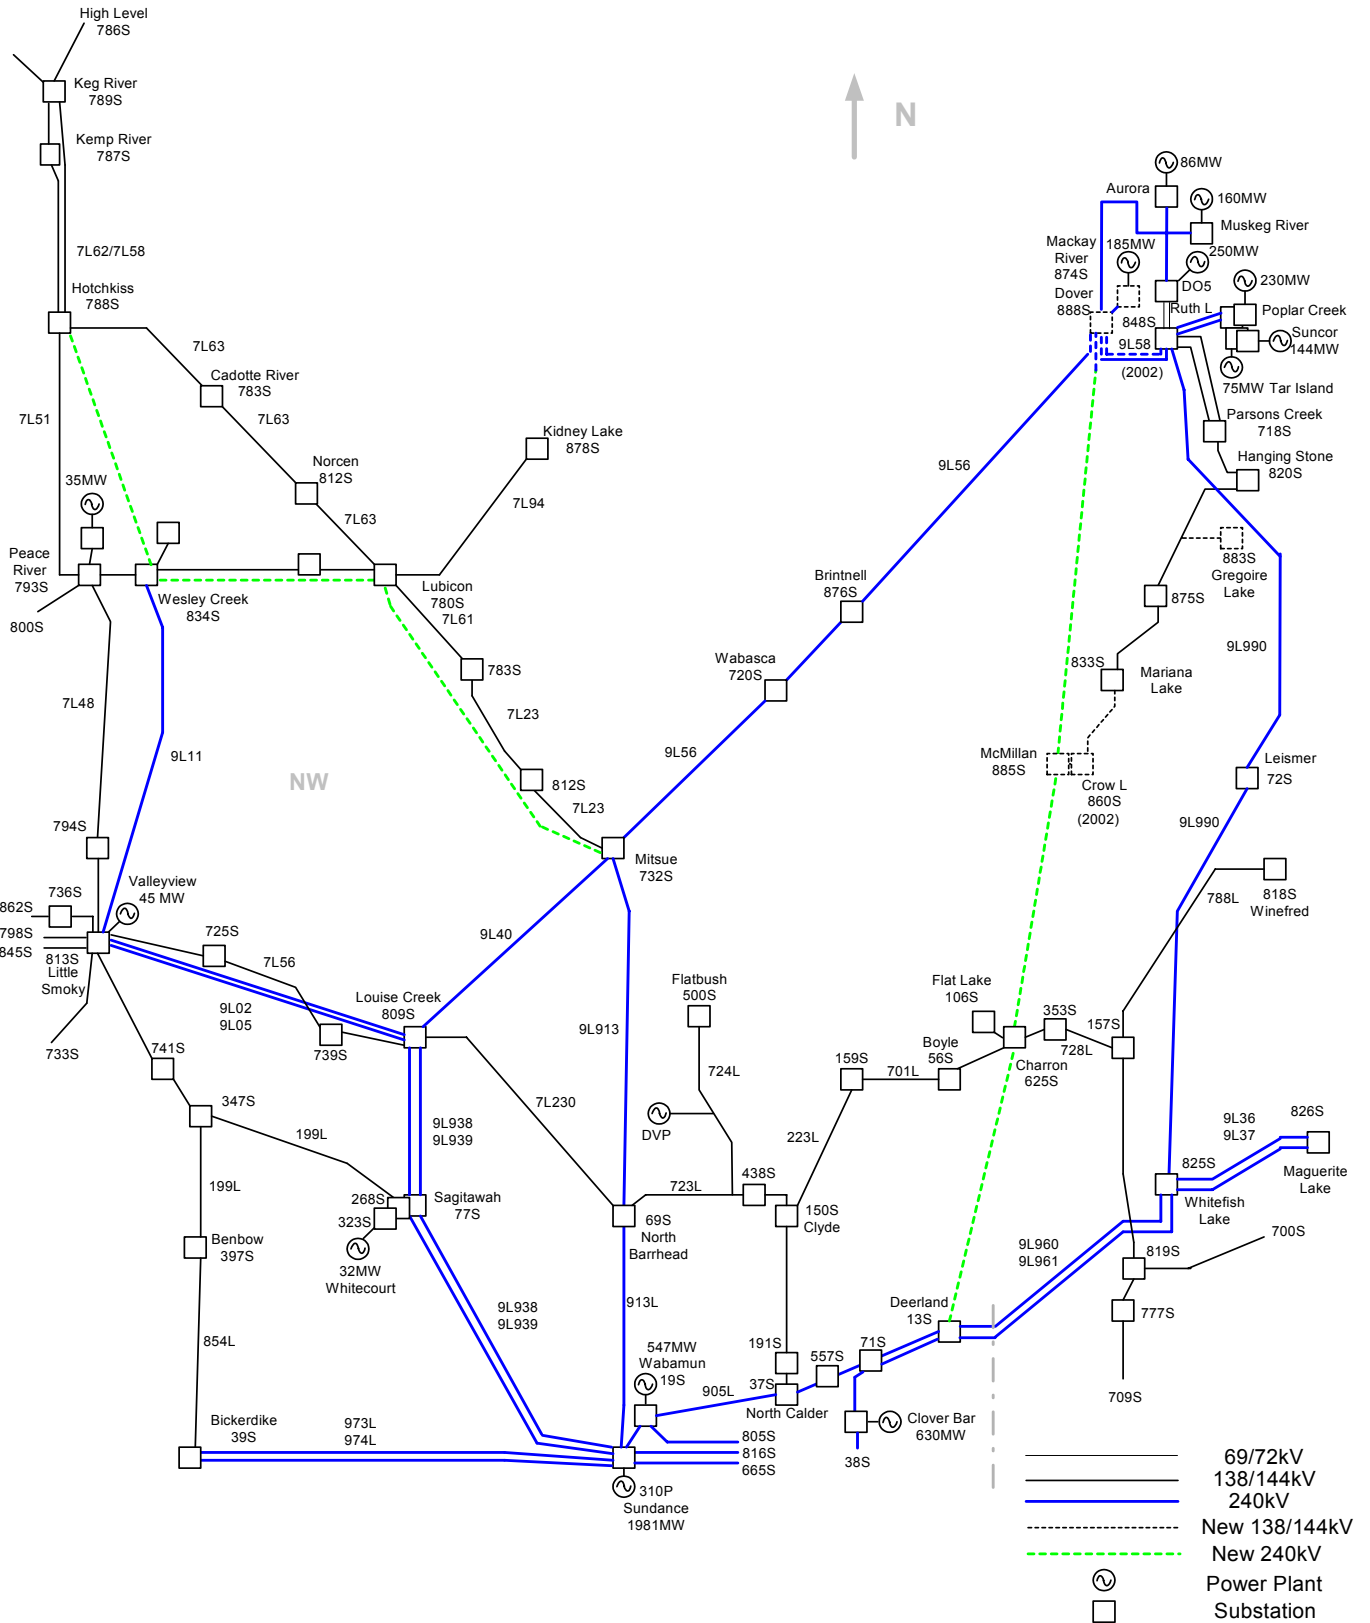 High Level
786S
Keg River
789S
Kemp River
787S
7L62/7L58
Hotchkiss
788S
7L63
Cadotte River
783S
7L63
7L51
Norcen
812S
7L63
Kidney Lake
878S
7L94
35MW
Peace
River
793S
800S
Wesley Creek
834S
Lubicon
780S
7L61
783S
7L23
812S
7L23
7L48
9L11
NW
N
794S
Valleyview
45 MW
736S
862S
798S
845S
813S
Little
Smoky
733S
725S
7L56
9L02
9L05
739S
Louise Creek
809S
9L40
Mitsue
732S
9L56
Wabasca
720S
Brintnell
876S
9L56
86MW
Aurora
160MW
Muskeg River
Mackay
River
874S
185MW
250MW
Dover
888S
DO5
848S
Ruth L
230MW
Poplar Creek
Suncor
144MW
9L58
(2002)
75MW Tar Island
Parsons Creek
718S
Hanging Stone
820S
883S
Gregoire
Lake
875S
9L990
833S
Mariana
Lake
McMillan
885S
Crow L
860S
(2002)
Leismer
72S
9L990
788L
818S
Winefred
Flatbush
500S
Flat Lake
106S
353S
157S
728L
Boyle
56S
Charron
625S
159S
701L
9L913
724L
DVP
223L
741S
347S
199L
199L
7L230
9L938
9L939
268S
323S
Sagitawah
77S
32MW
Whitecourt
Benbow
397S
723L
438S
69S
North
Barrhead
150S
Clyde
9L36
9L37
826S
Maguerite
Lake
825S
Whitefish
Lake
700S
819S
9L960
9L961
777S
709S
9L938
9L939
913L
854L
Deerland
13S
71S
557S
191S
37S
North Calder
547MW
Wabamun
19S
905L
Bickerdike
39S
973L
974L
805S
816S
665S
310P
Sundance
1981MW
Clover Bar
630MW
38S
69/72kV
138/144kV
240kV
New 138/144kV
New 240kV
Power Plant
Substation